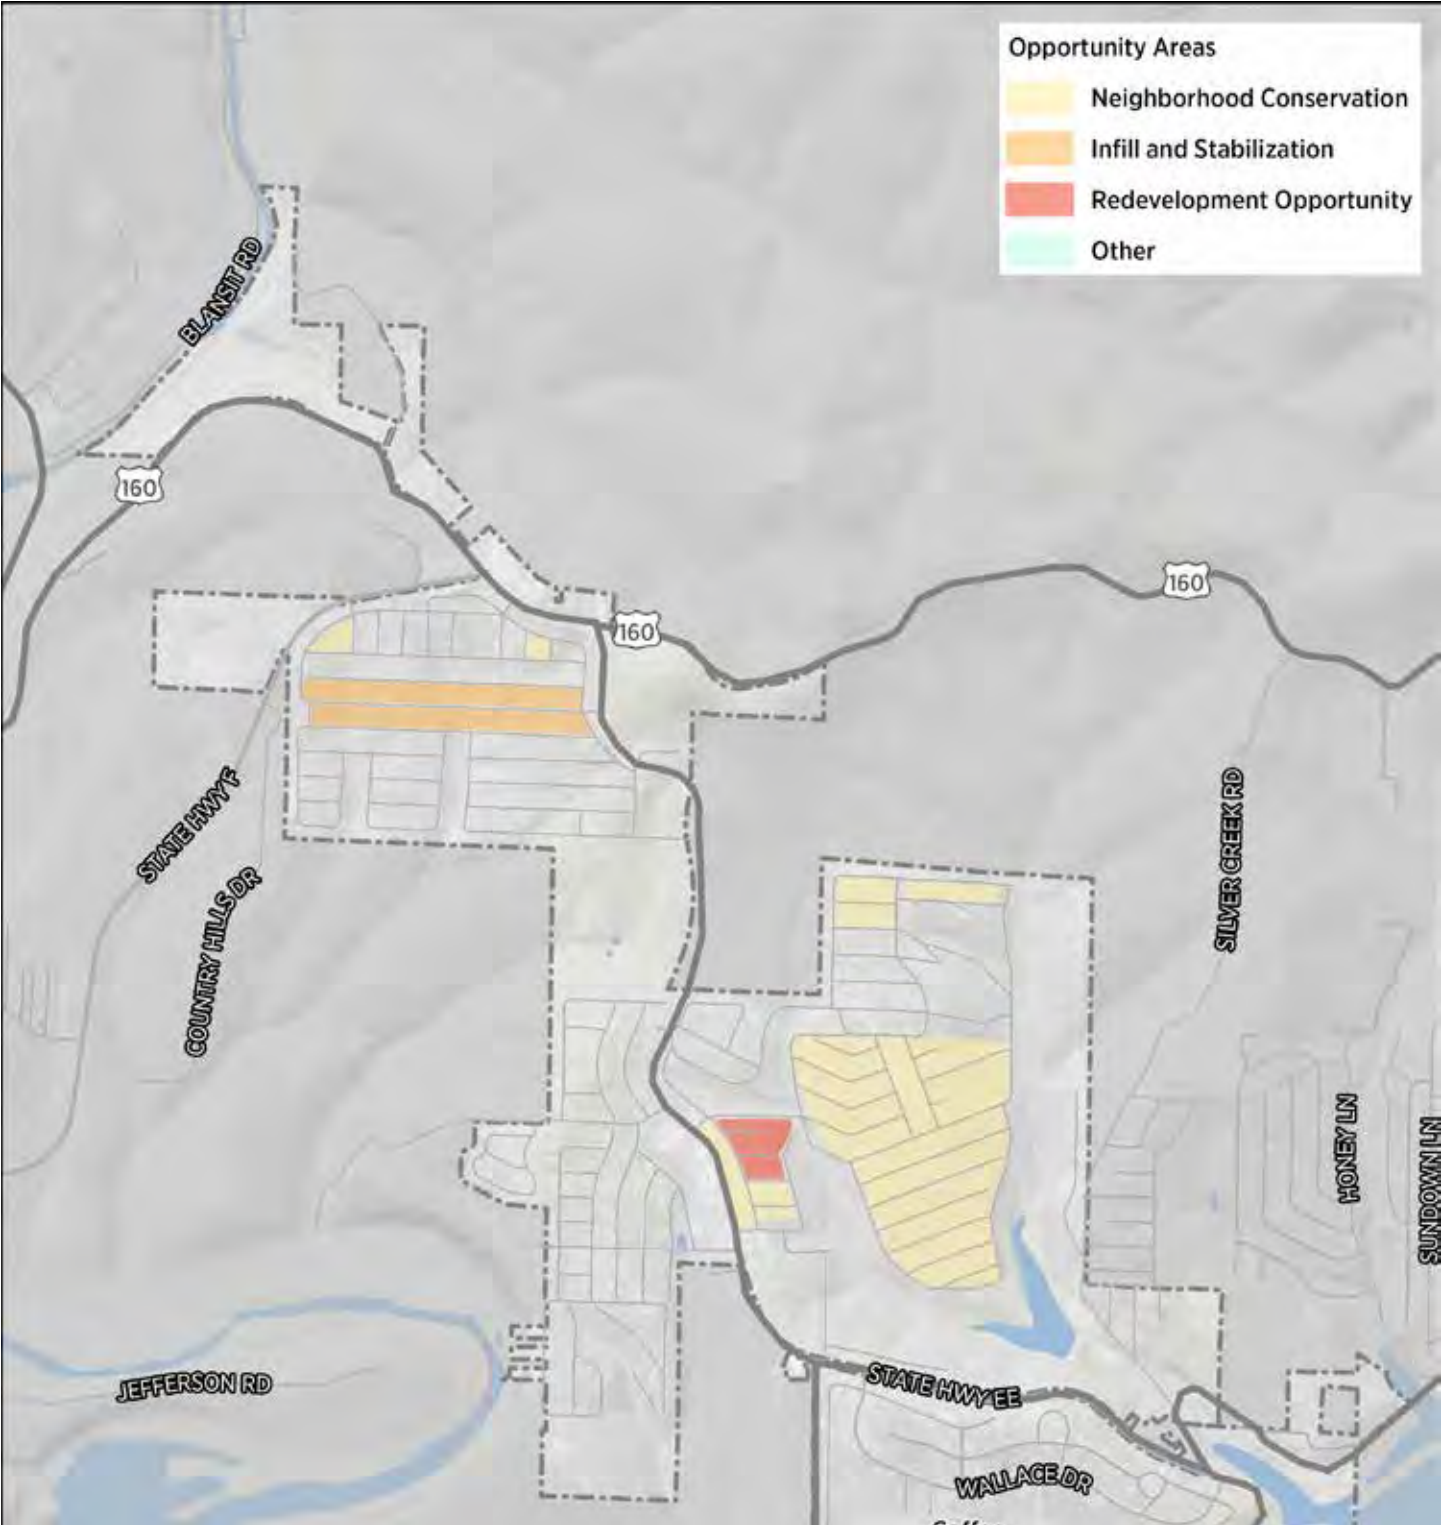 Opportunity Areas
Neighborhood Conservation
Infill and Stabilization
Redevelopment Opportunity
Other
BLANSIT RD
160
160
160
STATE HWY F
COUNTRY HILLS DR
SILVER CREEK RD
HONEY LN
SUNDOWN LN
JEFFERSON RD
STATE HWY EE
WALLACE DR